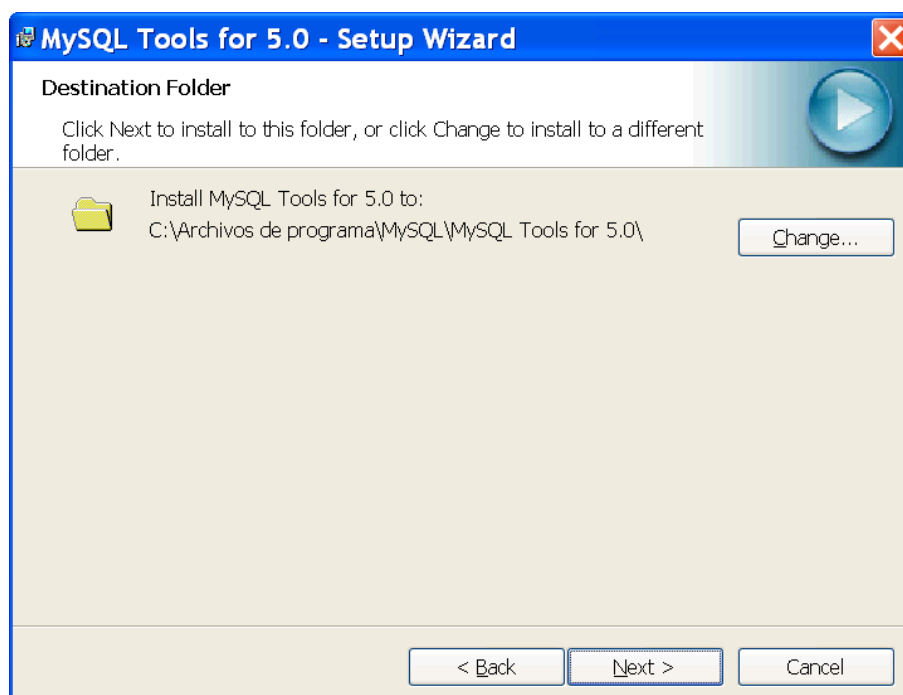 MySQL Tools for 5.0 - Setup Wizard
Destination Folder
Click Next to install to this folder, or click Change to install to a different
folder.
Install MySQL Tools for 5.0 to:
C:\Archivos de programa\MySQL\MySQL Tools for 5.0\
Change...
< Back
Next >
Cancel